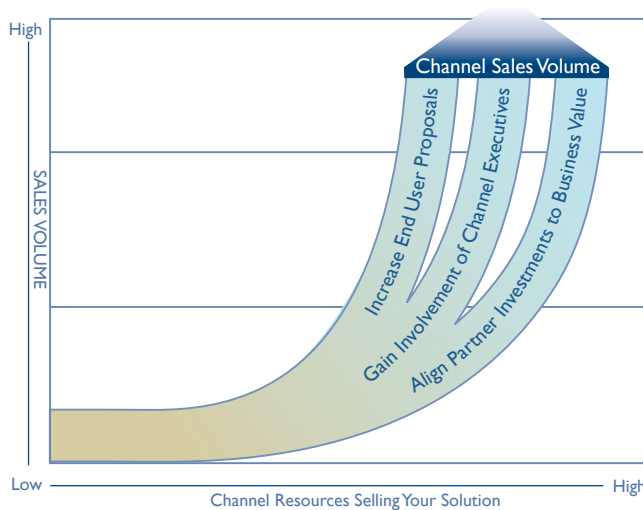 High
Channel Sales Volume
SALES VOLUME
Increase End User Proposals
Gain Involvement of Channel Executives
Align Partner Investments to Business Value
Low
High
Channel Resources Selling Your Solution